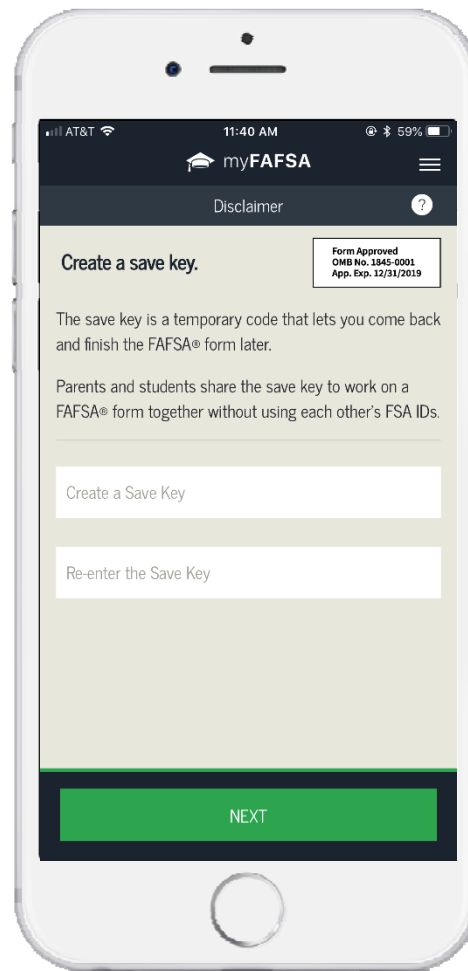 AT&T 11:40 AM 59%
myFAFSA
Disclaimer ?
Create a save key.
Form Approved
OMB No. 1845-0001
App. Exp. 12/31/2019
The save key is a temporary code that lets you come back
and finish the FAFSA® form later.
Parents and students share the save key to work on a
FAFSA® form together without using each other's FSA IDs.
Create a Save Key
Re-enter the Save Key
NEXT